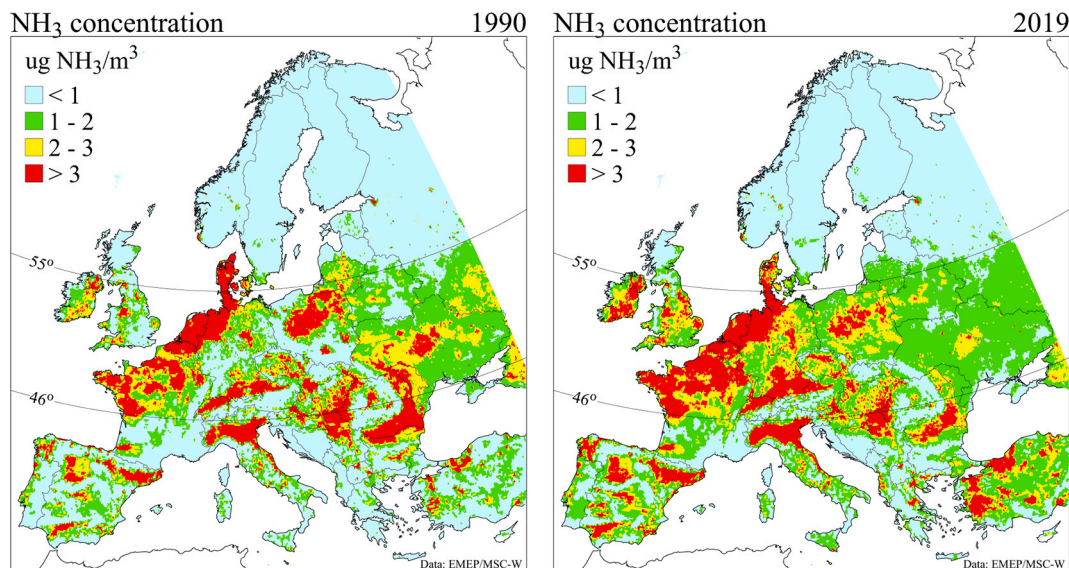 NH₃ concentration 1990
ug NH₃/m³
< 1
1 - 2
2 - 3
> 3
55º
46º
Data: EMEP/MSC-W
NH₃ concentration 2019
ug NH₃/m³
< 1
1 - 2
2 - 3
> 3
55º
46º
Data: EMEP/MSC-W